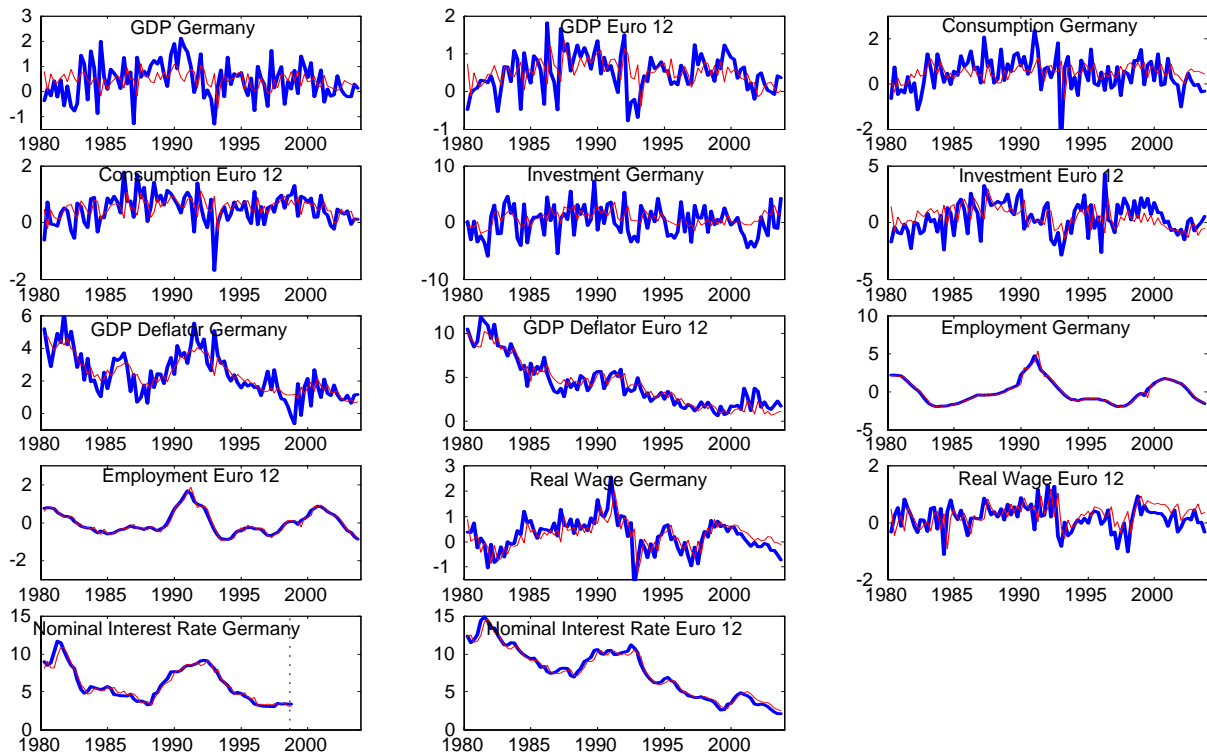 GDP Germany
3
2
1
0
-1
1980 1985 1990 1995 2000
GDP Euro 12
2
1
0
-1
1980 1985 1990 1995 2000
Consumption Germany
2
0
-2
1980 1985 1990 1995 2000
Consumption Euro 12
2
0
-2
1980 1985 1990 1995 2000
Investment Germany
10
0
-10
1980 1985 1990 1995 2000
Investment Euro 12
5
0
-5
1980 1985 1990 1995 2000
GDP Deflator Germany
6
4
2
0
1980 1985 1990 1995 2000
GDP Deflator Euro 12
10
5
0
1980 1985 1990 1995 2000
Employment Germany
10
5
0
-5
1980 1985 1990 1995 2000
Employment Euro 12
2
0
-2
1980 1985 1990 1995 2000
Real Wage Germany
3
2
1
0
-1
1980 1985 1990 1995 2000
Real Wage Euro 12
2
0
-2
1980 1985 1990 1995 2000
Nominal Interest Rate Germany
15
10
5
0
1980 1985 1990 1995 2000
Nominal Interest Rate Euro 12
15
10
5
0
1980 1985 1990 1995 2000